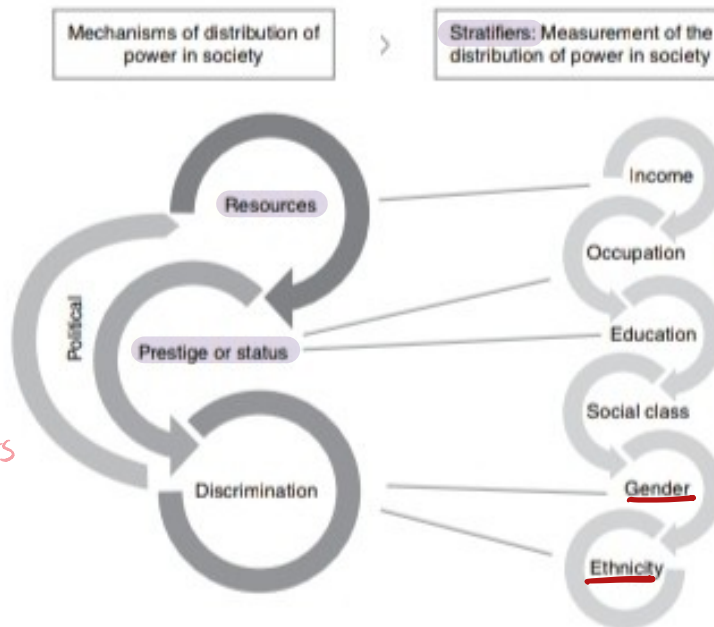 Mechanisms of distribution of
power in society
>
Stratifiers: Measurement of the
distribution of power in society
Resources
Political
Prestige or status
Discrimination
Income
Occupation
Education
Social class
Gender
Ethnicity
s